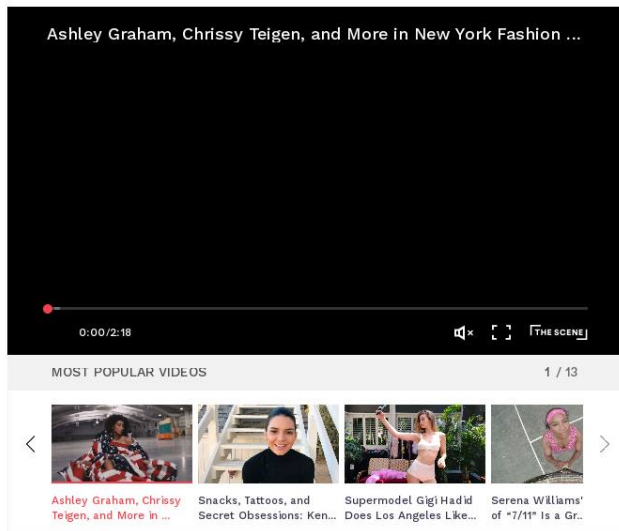 Ashley Graham, Chrissy Teigen, and More in New York Fashion ...
0:00/2:18
THE SCENE
MOST POPULAR VIDEOS 1 / 13
Ashley Graham, Chrissy
Teigen, and More in ...
Snacks, Tattoos, and
Secret Obsessions: Ken...
Supermodel Gigi Hadid
Does Los Angeles Like...
Serena Williams'
of "7/11" Is a Gr...